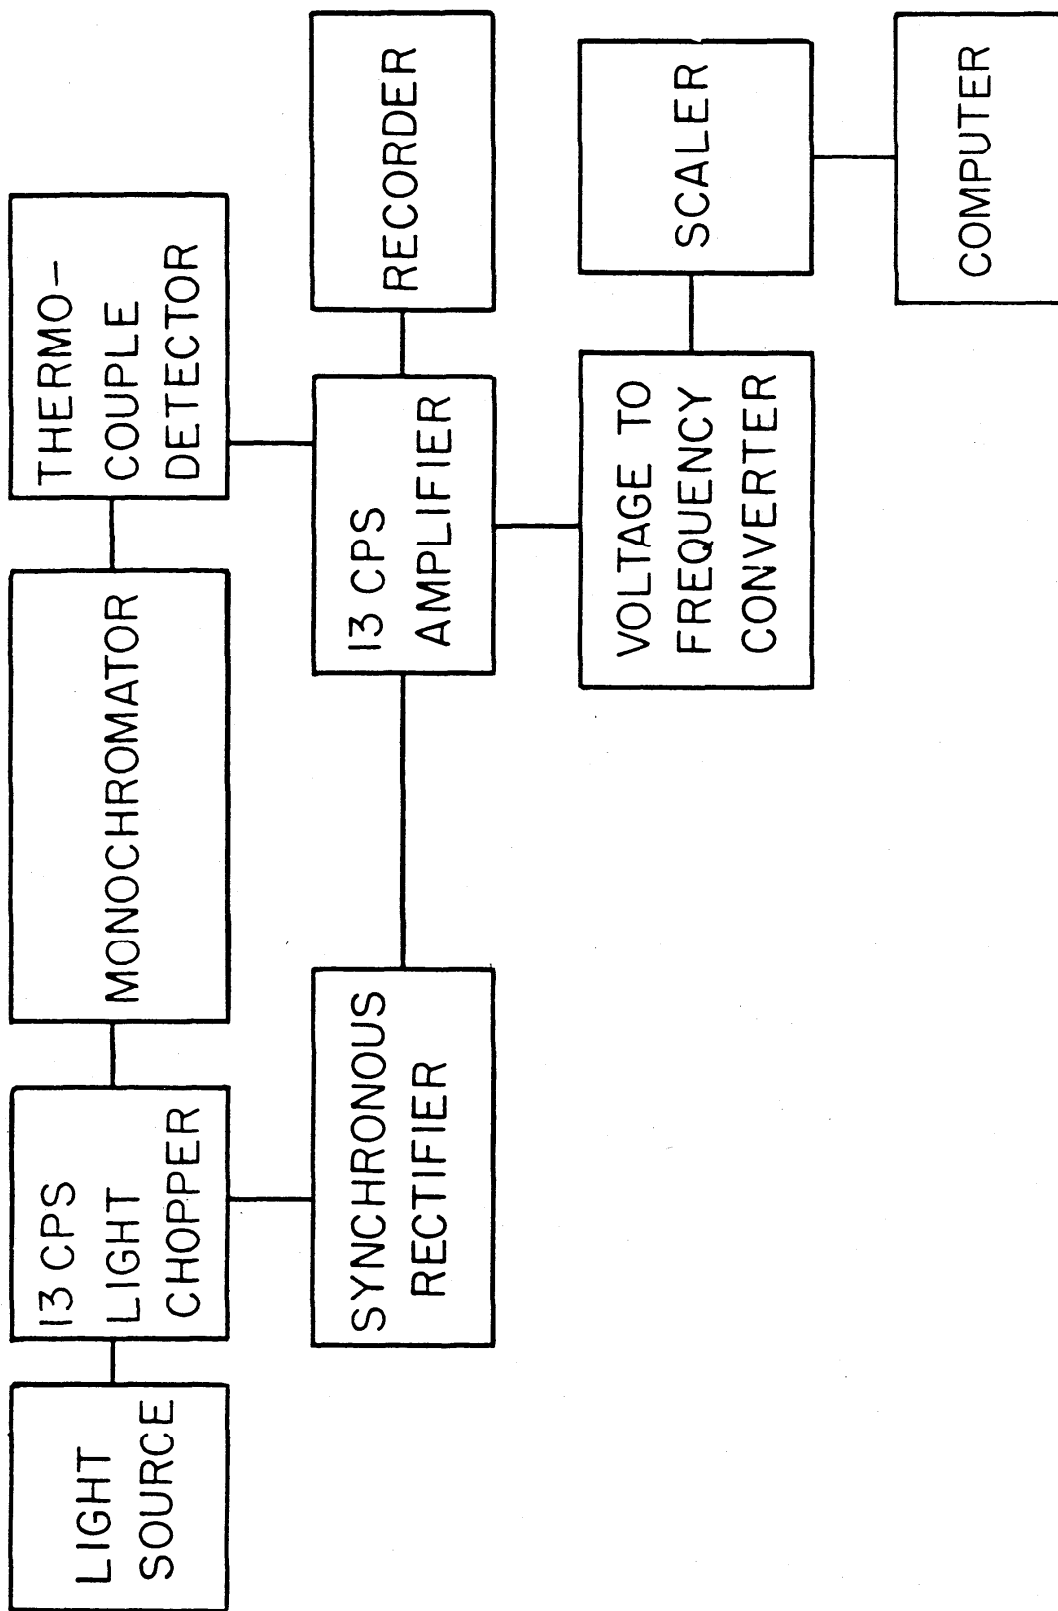 LIGHT
SOURCE
13 CPS
LIGHT
CHOPPER
MONOCHROMATOR
THERMO-
COUPLE
DETECTOR
SYNCHRONOUS
RECTIFIER
13 CPS
AMPLIFIER
RECORDER
VOLTAGE TO
FREQUENCY
CONVERTER
SCALER
COMPUTER